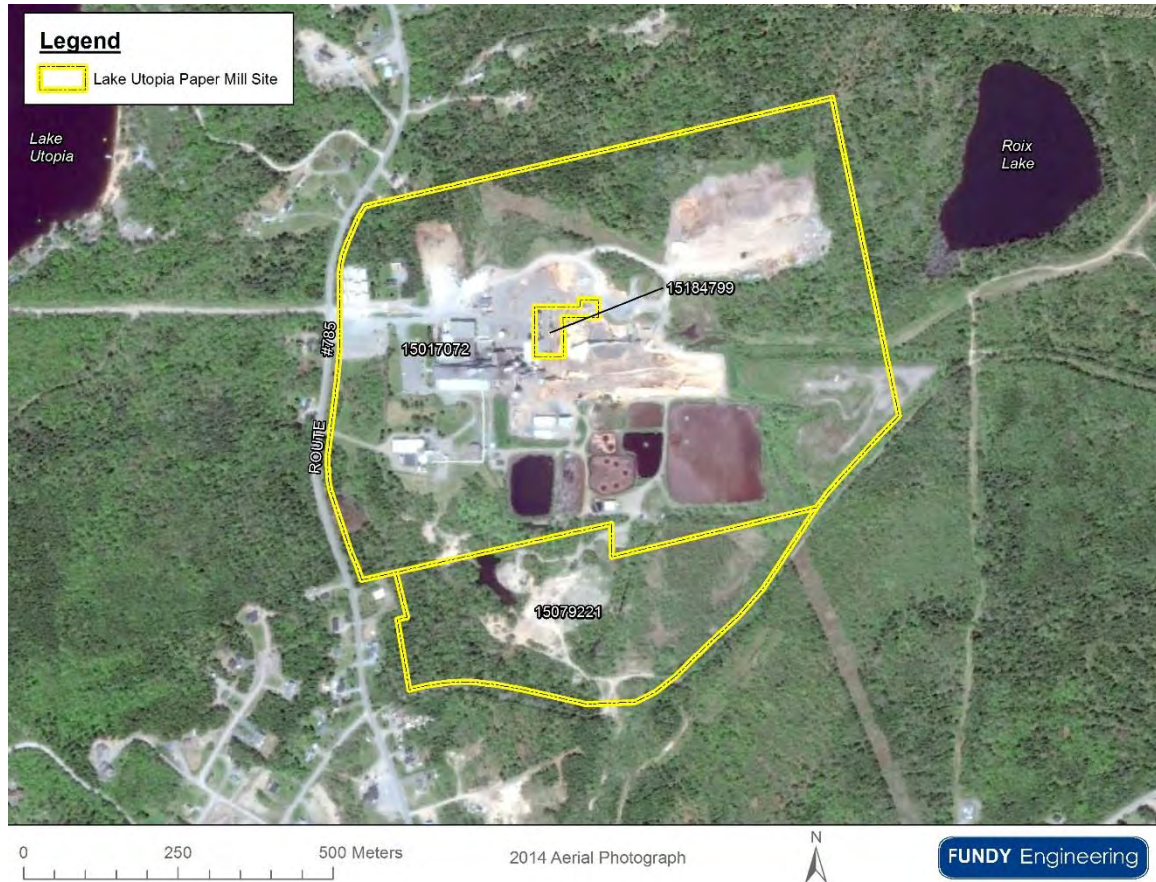 Legend
Lake Utopia Paper Mill Site
Lake
Utopia
Roix
Lake
15184799
#785
15017072
ROUTE
15079221
0
250
500 Meters
2014 Aerial Photograph
N
FUNDY Engineering